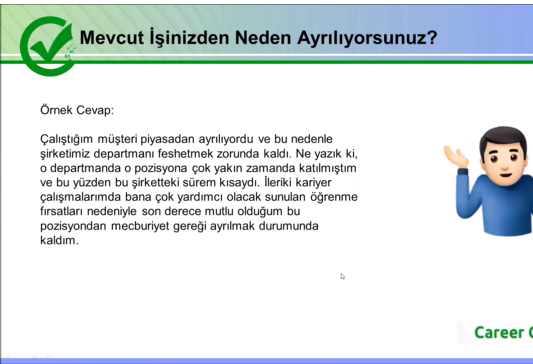 Mevcut İşinizden Neden Ayrılıyorsunuz?
Örnek Cevap:
Çalıştığım müşteri piyasadan ayrılıyordu ve bu nedenle
şirketimiz departmanı feshetmek zorunda kaldı. Ne yazık ki,
o departmanda o pozisyona çok yakın zamanda katılmıştım
ve bu yüzden bu şirketteki sürem kısaydı. İleriki kariyer
çalışmalarımda bana çok yardımcı olacak sunulan öğrenme
fırsatları nedeniyle son derece mutlu olduğum bu
pozisyondan mecburiyet gereği ayrılmak durumunda
kaldım.
Career